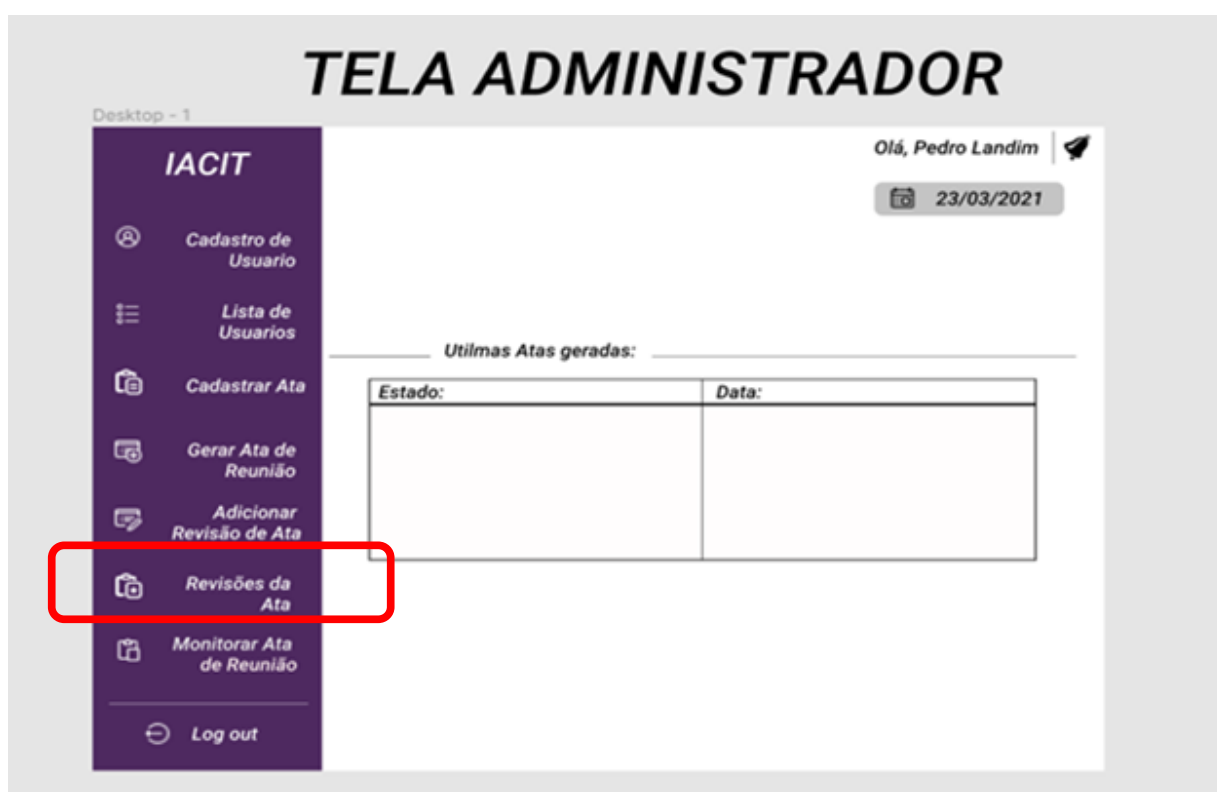 TELA ADMINISTRADOR
Desktop - 1
IACIT
Olá, Pedro Landim
23/03/2021
Cadastro de
Usuario
Lista de
Usuarios
Cadastrar Ata
Gerar Ata de
Reunião
Adicionar
Revisão de Ata
Revisões da
Ata
Monitorar Ata
de Reunião
Log out
Utilmas Atas geradas:
Estado:
Data: